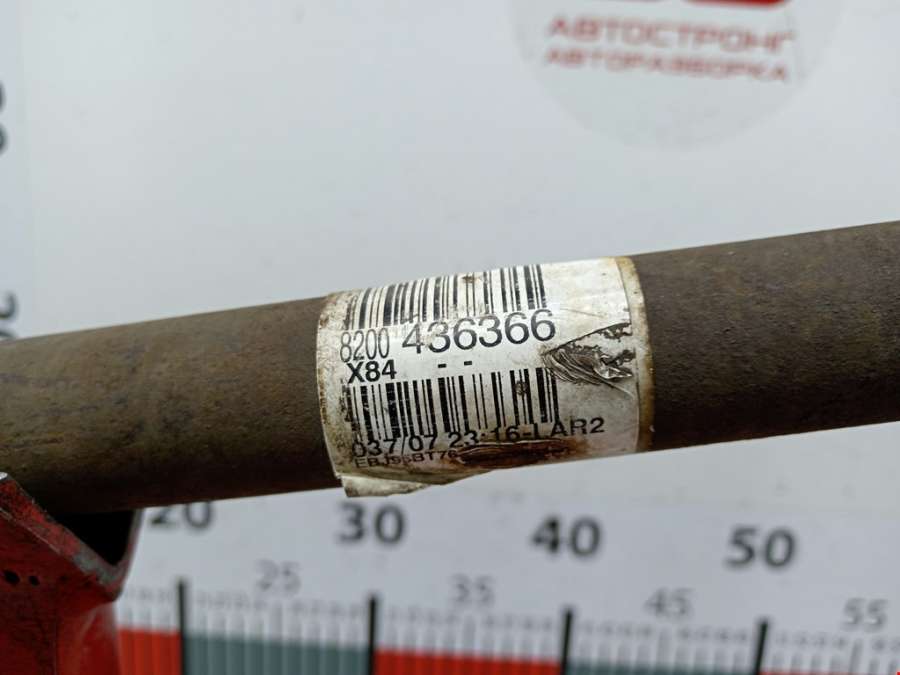 АВТОСТРОНГ
АВТОРАЗБОРКА
8200 436366
X84 - -
037/07 23:16-LAR2
20 30 40 50
25 35 45 55